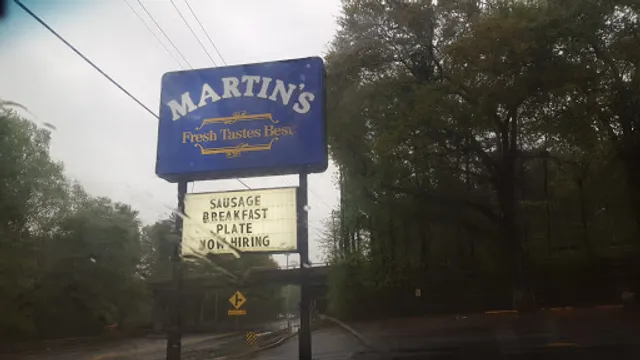 MARTIN'S
Fresh Tastes Best
SAUSAGE
BREAKFAST
PLATE
NOW HIRING